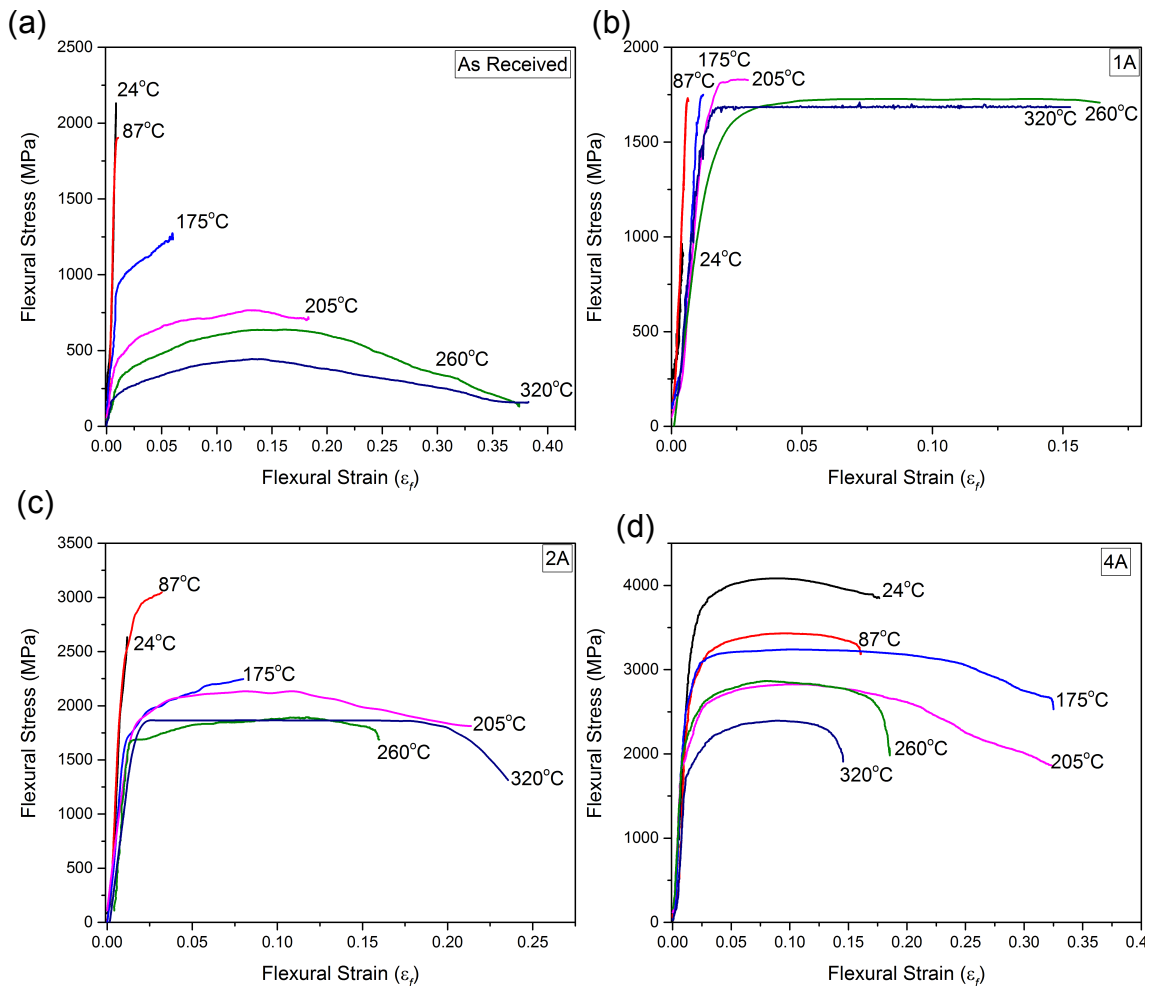 (a)
As Received
24°C
87°C
175°C
205°C
260°C
320°C
2500
2000
1500
1000
500
0
0.00 0.05 0.10 0.15 0.20 0.25 0.30 0.35 0.40
Flexural Stress (MPa)
Flexural Strain (εf)
(b)
1A
175°C
87°C
205°C
320°C
260°C
24°C
2000
1500
1000
500
0
0.00 0.05 0.10 0.15
Flexural Stress (MPa)
Flexural Strain (εf)
(c)
2A
87°C
24°C
175°C
205°C
260°C
320°C
3500
3000
2500
2000
1500
1000
500
0
0.00 0.05 0.10 0.15 0.20 0.25
Flexural Stress (MPa)
Flexural Strain (εf)
(d)
4A
24°C
87°C
175°C
205°C
260°C
320°C
4000
3000
2000
1000
0
0.00 0.05 0.10 0.15 0.20 0.25 0.30 0.35 0.4
Flexural Stress (MPa)
Flexural Strain (εf)